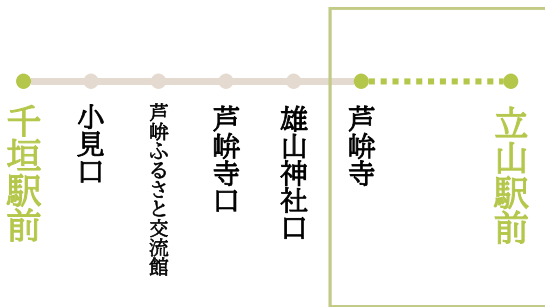 千垣駅前
小見口
芦峅ふるさと交流館
芦峅寺口
雄山神社口
芦峅寺
立山駅前